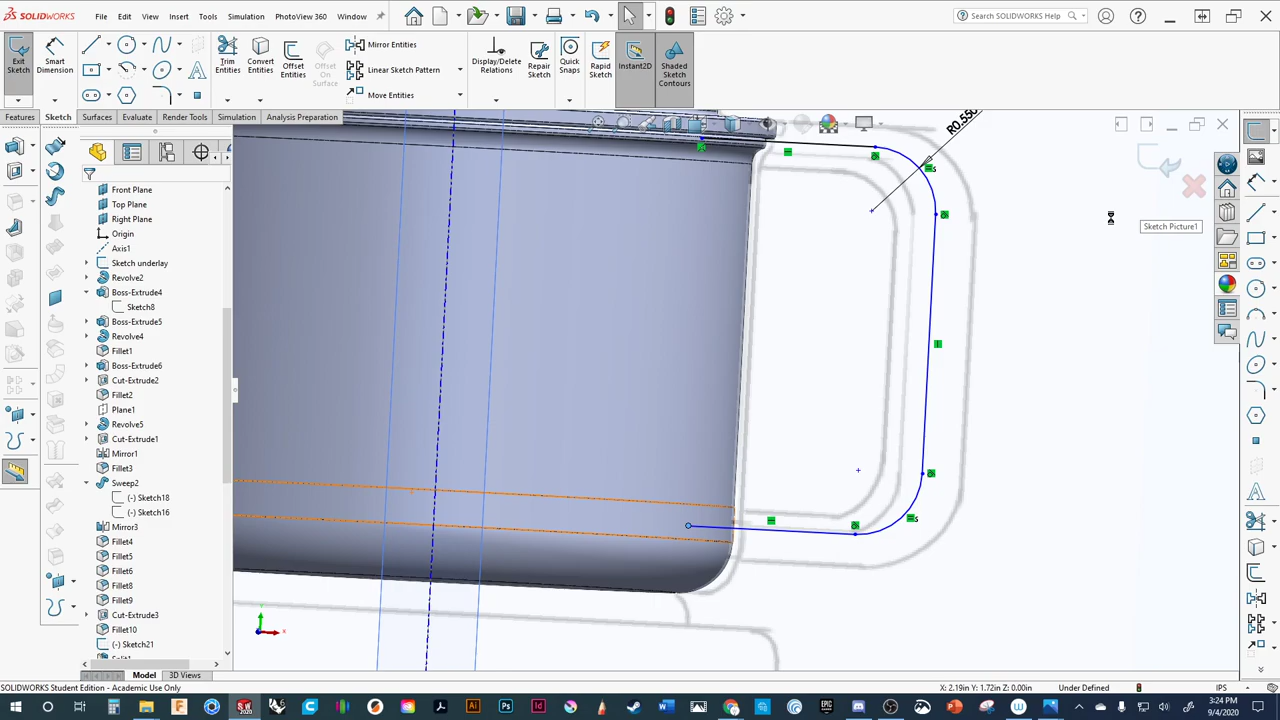 SOLIDWORKS
File Edit View Insert Tools Simulation PhotoView 360 Window
Search SOLIDWORKS Help
Exit Sketch
Smart Dimension
Trim Entities
Convert Entities
Offset Entities
Offset On Surface
Mirror Entities
Linear Sketch Pattern
Move Entities
Display/Delete Relations
Repair Sketch
Quick Snaps
Rapid Sketch
Instant2D
Shaded Sketch Contours
Features Sketch Surfaces Evaluate Render Tools Simulation Analysis Preparation
R0.550
Sketch Picture1
Front Plane
Top Plane
Right Plane
Origin
Axis1
Sketch underlay
Revolve2
Boss-Extrude4
Sketch8
Boss-Extrude5
Revolve4
Fillet1
Boss-Extrude6
Cut-Extrude2
Fillet2
Plane1
Revolve5
Cut-Extrude1
Mirror1
Fillet3
Sweep2
(-) Sketch18
(-) Sketch16
Mirror3
Fillet4
Fillet5
Fillet6
Fillet8
Fillet9
Cut-Extrude3
Fillet10
(-) Sketch21
Split1
Y
X
Model 3D Views
SOLIDWORKS Student Edition - Academic Use Only
X: 2.19in Y: 1.72in Z: 0.00in Under Defined IPS
3:24 PM
9/4/2020